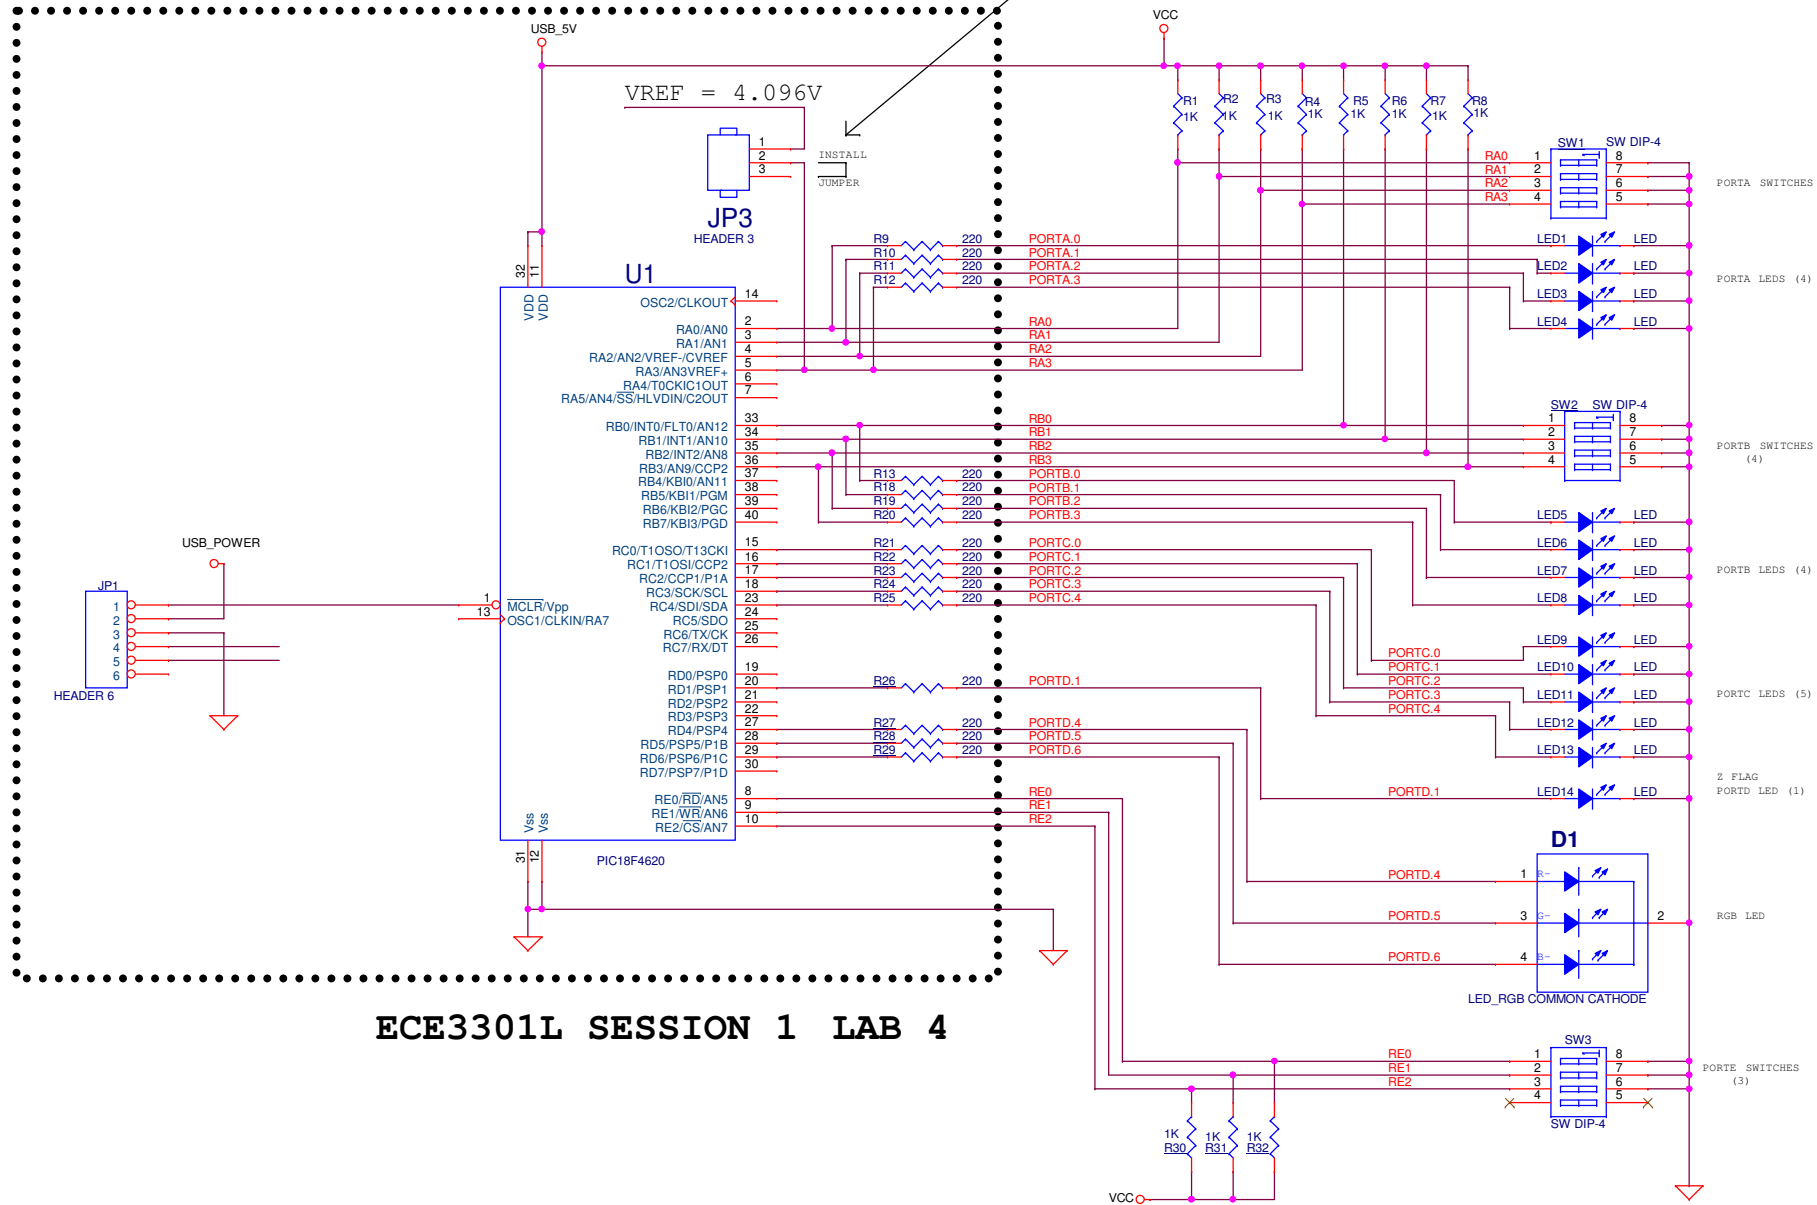 USB_5V
VCC
VREF = 4.096V
1
2
3
INSTALL
JUMPER
JP3
HEADER 3
R1
1K
R2
1K
R3
1K
R4
1K
R5
1K
R6
1K
R7
1K
R8
1K
SW1
SW DIP-4
RA0 1 8
RA1 2 7
RA2 3 6
RA3 4 5
PORTA SWITCHES
R9 220 PORTA.0
R10 220 PORTA.1
R11 220 PORTA.2
R12 220 PORTA.3
LED1 LED
LED2 LED
LED3 LED
LED4 LED
PORTA LEDS (4)
U1
32
11
VDD
VDD
OSC2/CLKOUT 14
RA0/AN0 2 RA0
RA1/AN1 3 RA1
RA2/AN2/VREF-/CVREF 4 RA2
RA3/AN3VREF+ 5 RA3
RA4/T0CKIC1OUT 6
RA5/AN4/SS/HLVDIN/C2OUT 7
RB0/INT0/FLT0/AN12 33 RB0
RB1/INT1/AN10 34 RB1
RB2/INT2/AN8 35 RB2
RB3/AN9/CCP2 36 RB3
RB4/KBI0/AN11 37
RB5/KBI1/PGM 38
RB6/KBI2/PGC 39
RB7/KBI3/PGD 40
SW2
SW DIP-4
1 8
2 7
3 6
4 5
PORTB SWITCHES
(4)
R13 220 PORTB.0
R18 220 PORTB.1
R19 220 PORTB.2
R20 220 PORTB.3
LED5 LED
LED6 LED
LED7 LED
LED8 LED
PORTB LEDS (4)
RC0/T1OSO/T13CKI 15 R21 220 PORTC.0
RC1/T1OSI/CCP2 16 R22 220 PORTC.1
RC2/CCP1/P1A 17 R23 220 PORTC.2
RC3/SCK/SCL 18 R24 220 PORTC.3
RC4/SDI/SDA 23 R25 220 PORTC.4
RC5/SDO 24
RC6/TX/CK 25
RC7/RX/DT 26
USB_POWER
JP1
1
2
3
4
5
6
HEADER 6
1 MCLR/Vpp
13 OSC1/CLKIN/RA7
PORTC.0 LED9 LED
PORTC.1 LED10 LED
PORTC.2 LED11 LED
PORTC.3 LED12 LED
PORTC.4 LED13 LED
PORTC LEDS (5)
RD0/PSP0 19
RD1/PSP1 20 R26 220 PORTD.1
RD2/PSP2 21
RD3/PSP3 22
RD4/PSP4 27 R27 220 PORTD.4
RD5/PSP5/P1B 28 R28 220 PORTD.5
RD6/PSP6/P1C 29 R29 220 PORTD.6
RD7/PSP7/P1D 30
PORTD.1 LED14 LED
Z FLAG
PORTD LED (1)
RE0/RD/AN5 8 RE0
RE1/WR/AN6 9 RE1
RE2/CS/AN7 10 RE2
Vss
Vss
31
12
PIC18F4620
D1
PORTD.4 1 R-
PORTD.5 3 G- 2
PORTD.6 4 B-
RGB LED
LED_RGB COMMON CATHODE
ECE3301L SESSION 1 LAB 4
SW3
RE0 1 8
RE1 2 7
RE2 3 6
4 5
SW DIP-4
PORTE SWITCHES
(3)
1K
R30
1K
R31
1K
R32
VCC